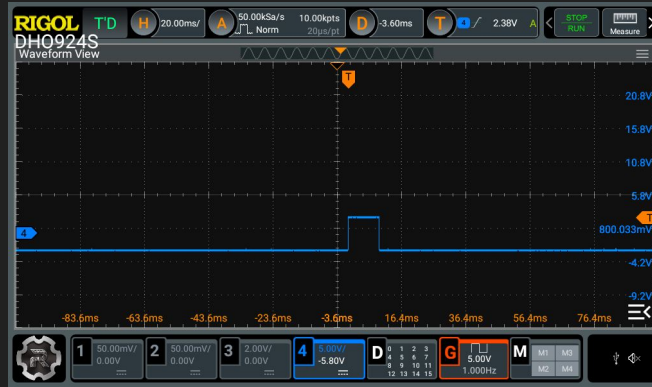 RIGOL T'D H 20.00ms/ A 50.00kSa/s 10.00kpts D -3.60ms T 4 2.38V A STOP
Norm 20µs/pt RUN Measure
DHO924S
Waveform View
T
20.8V
15.8V
10.8V
5.8V
T
4 800.033mV
-4.2V
-9.2V
-83.6ms -63.6ms -43.6ms -23.6ms -3.6ms 16.4ms 36.4ms 56.4ms 76.4ms
1 50.00mV/ 2 50.00mV/ 3 2.00V/ 4 5.00V/ D 0 1 2 3 G M M1 M3
0.00V 0.00V 0.00V -5.80V 4 5 6 7 5.00V M2 M4
8 9 10 11 1.000Hz
12 13 14 15